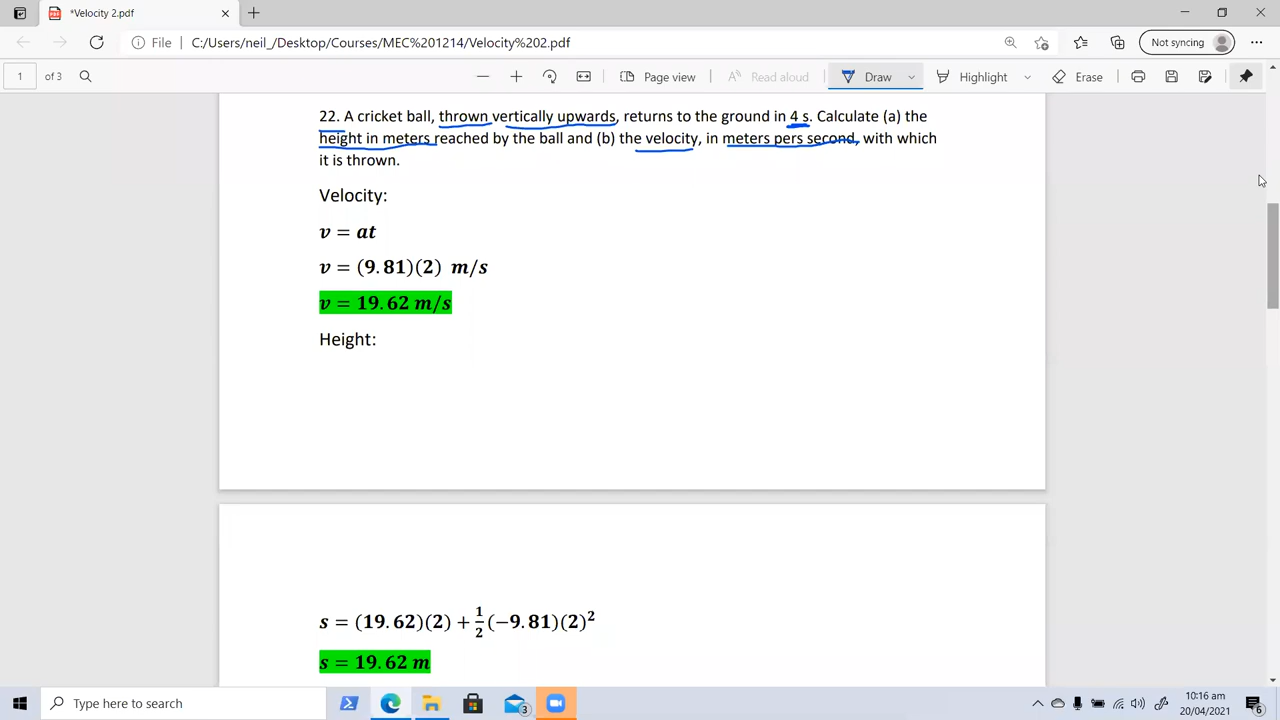 *Velocity 2.pdf
File | C:/Users/neil_/Desktop/Courses/MEC%201214/Velocity%202.pdf
Not syncing
1 of 3
Page view
Read aloud
Draw
Highlight
Erase
22. A cricket ball, thrown vertically upwards, returns to the ground in 4 s. Calculate (a) the
height in meters reached by the ball and (b) the velocity, in meters pers second, with which
it is thrown.
Velocity:
v = at
v = (9.81)(2) m/s
v = 19.62 m/s
Height:
s = (19.62)(2) + 1/2 (−9.81)(2)²
s = 19.62 m
Type here to search
3
10:16 am
20/04/2021
6